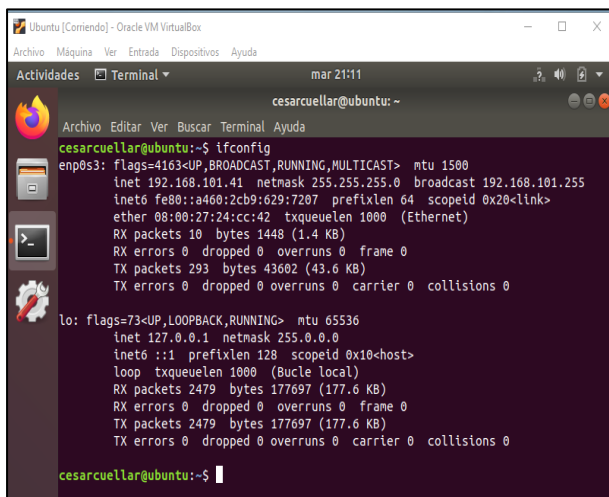 Ubuntu [Corriendo] - Oracle VM VirtualBox
Archivo Máquina Ver Entrada Dispositivos Ayuda
Actividades Terminal mar 21:11
cesarcuellar@ubuntu: ~
Archivo Editar Ver Buscar Terminal Ayuda
cesarcuellar@ubuntu:~$ ifconfig
enp0s3: flags=4163<UP,BROADCAST,RUNNING,MULTICAST> mtu 1500
inet 192.168.101.41 netmask 255.255.255.0 broadcast 192.168.101.255
inet6 fe80::a460:2cb9:629:7207 prefixlen 64 scopeid 0x20<link>
ether 08:00:27:24:cc:42 txqueuelen 1000 (Ethernet)
RX packets 10 bytes 1448 (1.4 KB)
RX errors 0 dropped 0 overruns 0 frame 0
TX packets 293 bytes 43602 (43.6 KB)
TX errors 0 dropped 0 overruns 0 carrier 0 collisions 0
lo: flags=73<UP,LOOPBACK,RUNNING> mtu 65536
inet 127.0.0.1 netmask 255.0.0.0
inet6 ::1 prefixlen 128 scopeid 0x10<host>
loop txqueuelen 1000 (Bucle local)
RX packets 2479 bytes 177697 (177.6 KB)
RX errors 0 dropped 0 overruns 0 frame 0
TX packets 2479 bytes 177697 (177.6 KB)
TX errors 0 dropped 0 overruns 0 carrier 0 collisions 0
cesarcuellar@ubuntu:~$